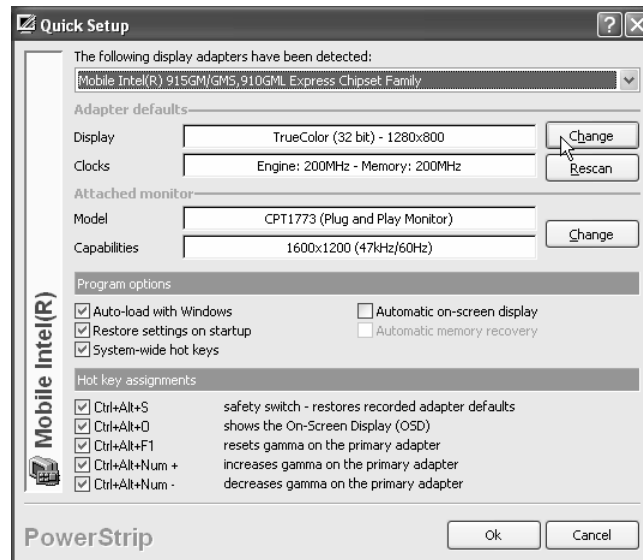 Quick Setup
The following display adapters have been detected:
Mobile Intel(R) 915GM/GMS,910GML Express Chipset Family
Adapter defaults
Display TrueColor (32 bit) - 1280x800 Change
Clocks Engine: 200MHz - Memory: 200MHz Rescan
Attached monitor
Model CPT1773 (Plug and Play Monitor)
Change
Capabilities 1600x1200 (47kHz/60Hz)
Program options
Auto-load with Windows Automatic on-screen display
Restore settings on startup Automatic memory recovery
System-wide hot keys
Hot key assignments
Ctrl+Alt+S safety switch - restores recorded adapter defaults
Ctrl+Alt+O shows the On-Screen Display (OSD)
Ctrl+Alt+F1 resets gamma on the primary adapter
Ctrl+Alt+Num + increases gamma on the primary adapter
Ctrl+Alt+Num - decreases gamma on the primary adapter
Mobile Intel(R)
PowerStrip Ok Cancel